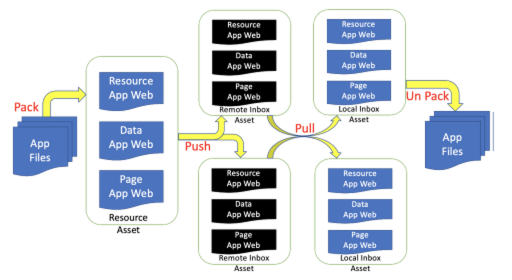 Pack
App
Files
Resource
App Web
Data
App Web
Page
App Web
Resource
Asset
Push
Resource
App Web
Data
App Web
Page
App Web
Remote Inbox
Asset
Resource
App Web
Data
App Web
Page
App Web
Remote Inbox
Asset
Pull
Resource
App Web
Data
App Web
Page
App Web
Local Inbox
Asset
Resource
App Web
Data
App Web
Page
App Web
Local Inbox
Asset
Un Pack
App
Files